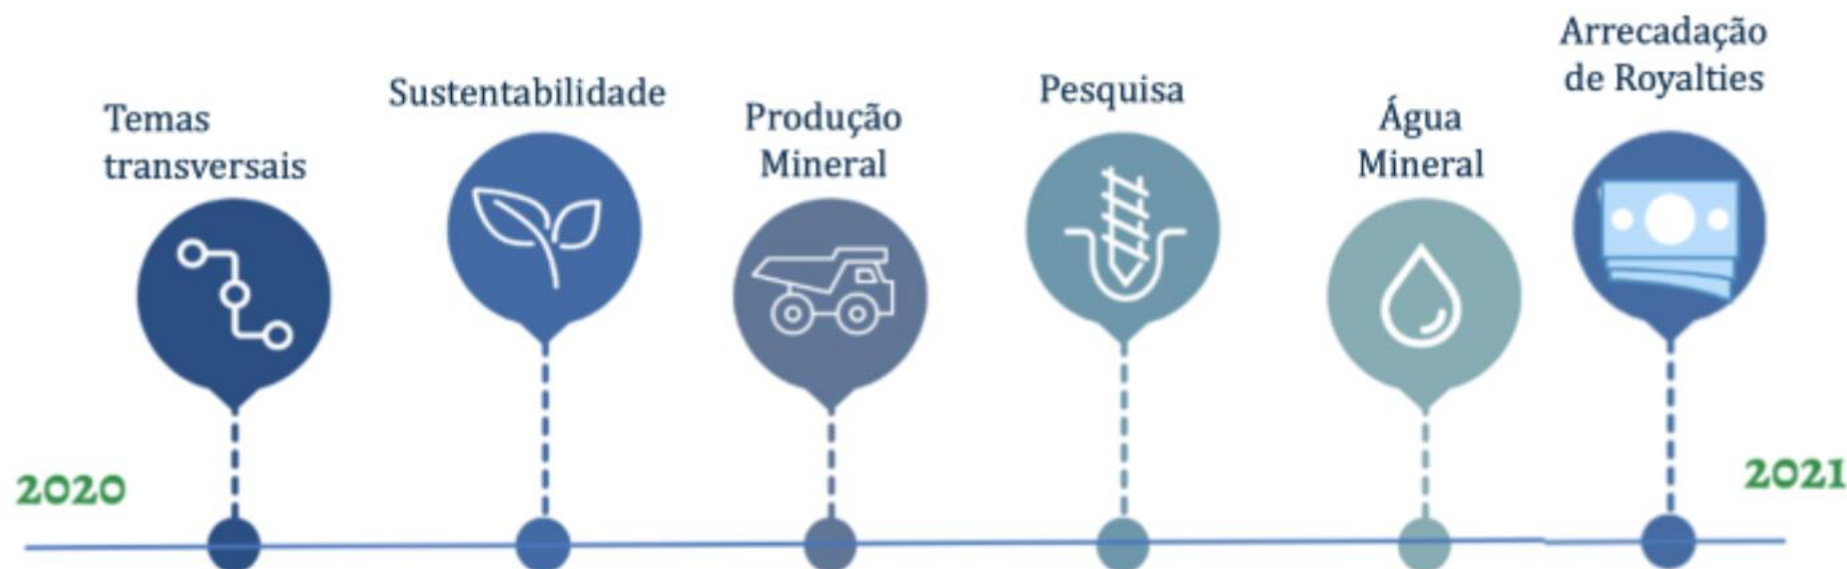 Temas
transversais
Sustentabilidade
Produção
Mineral
Pesquisa
Água
Mineral
Arrecadação
de Royalties
2020
2021